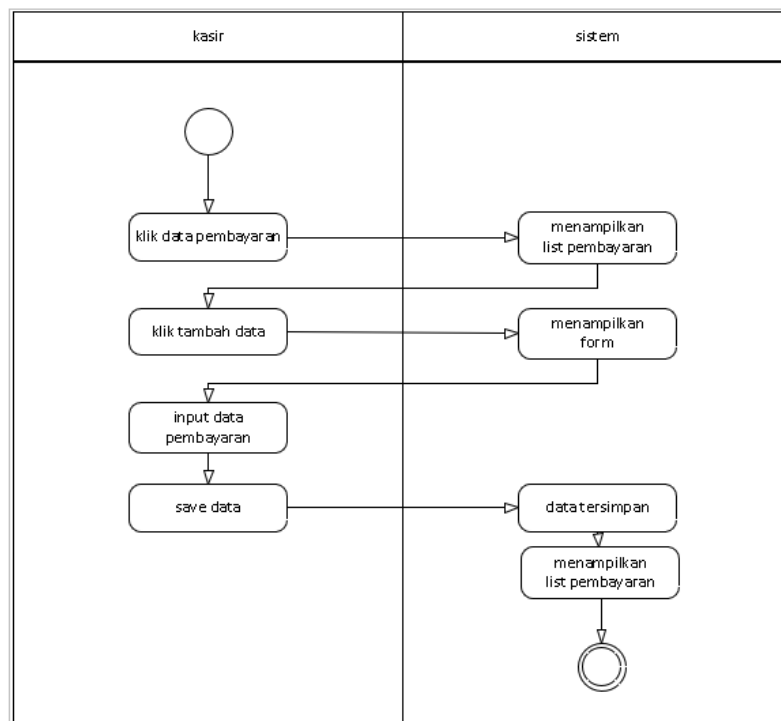 kasir
sistem
klik data pembayaran
menampilkan
list pembayaran
klik tambah data
menampilkan
form
input data
pembayaran
save data
data tersimpan
menampilkan
list pembayaran